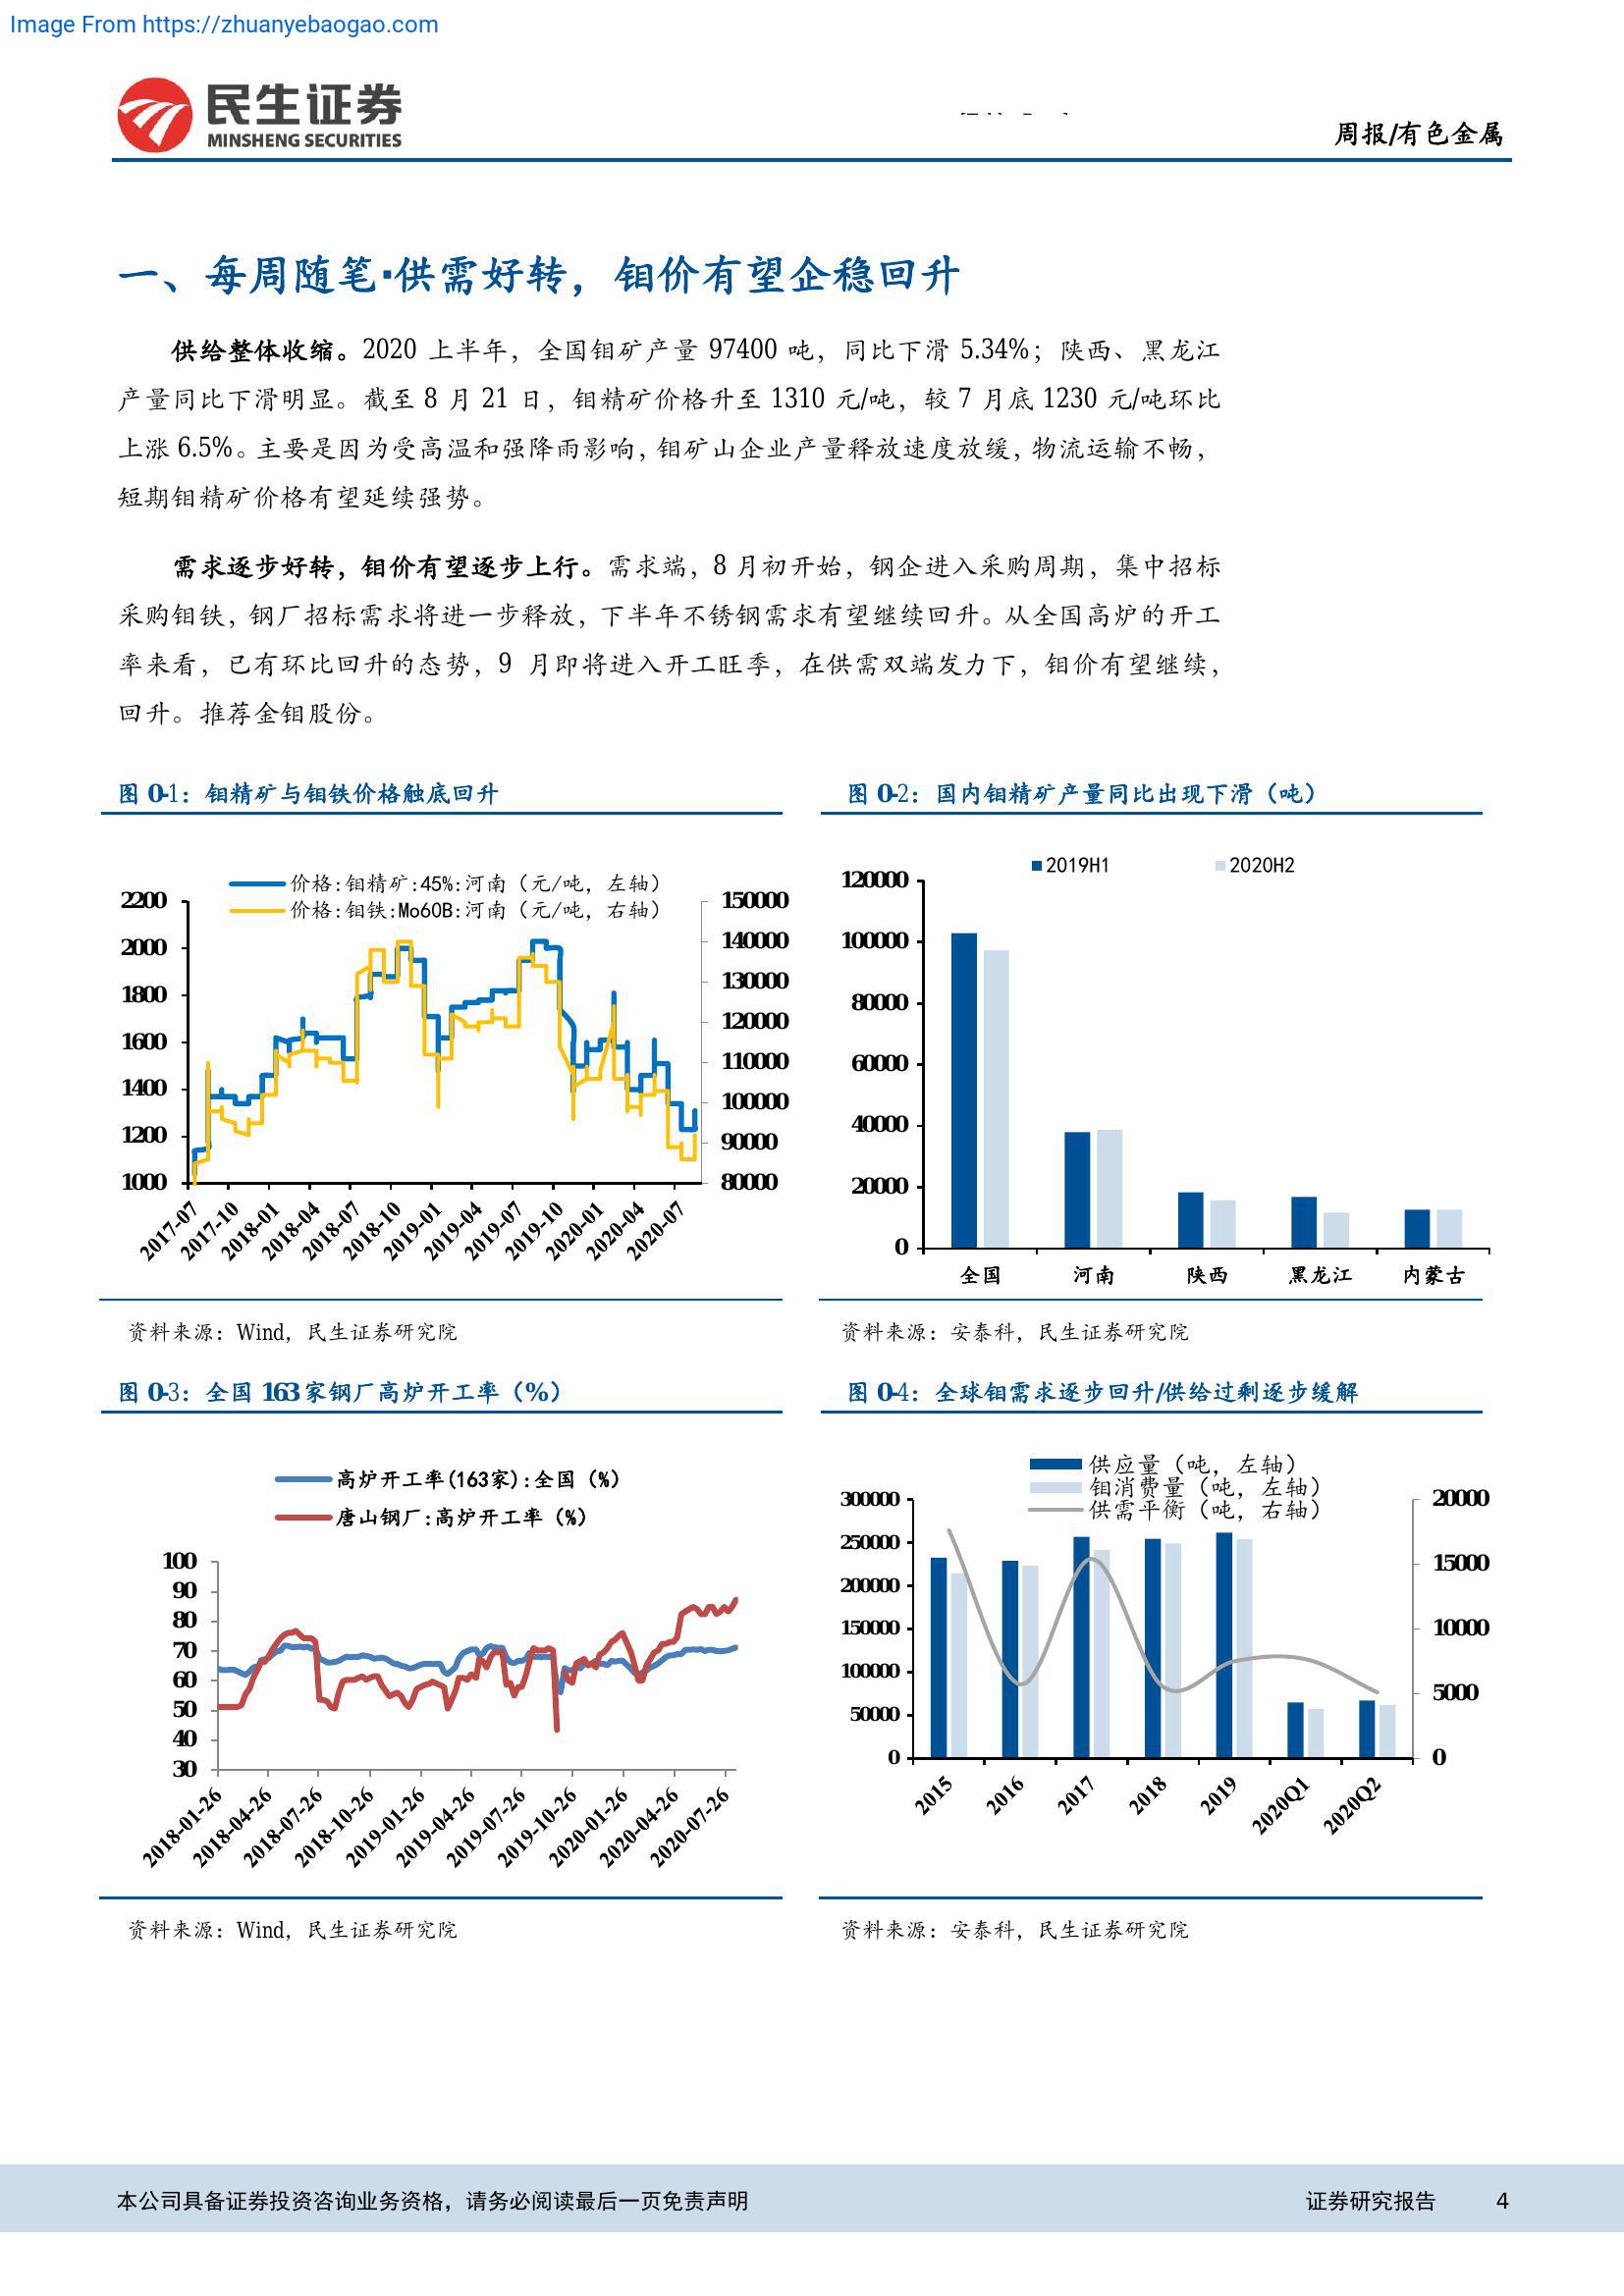 Image From https://zhuanyebaogao.com
民生证券
MINSHENG SECURITIES
周报/有色金属
一、每周随笔·供需好转，钼价有望企稳回升
供给整体收缩。2020 上半年，全国钼矿产量 97400 吨，同比下滑 5.34%；陕西、黑龙江
产量同比下滑明显。截至 8 月 21 日，钼精矿价格升至 1310 元/吨，较 7 月底 1230 元/吨环比
上涨 6.5%。主要是因为受高温和强降雨影响，钼矿山企业产量释放速度放缓，物流运输不畅，
短期钼精矿价格有望延续强势。
需求逐步好转，钼价有望逐步上行。需求端，8 月初开始，钢企进入采购周期，集中招标
采购钼铁，钢厂招标需求将进一步释放，下半年不锈钢需求有望继续回升。从全国高炉的开工
率来看，已有环比回升的态势，9 月即将进入开工旺季，在供需双端发力下，钼价有望继续，
回升。推荐金钼股份。
图 0-1：钼精矿与钼铁价格触底回升
价格:钼精矿:45%:河南（元/吨，左轴）
价格:钼铁:Mo60B:河南（元/吨，右轴）
2200
2000
1800
1600
1400
1200
1000
150000
140000
130000
120000
110000
100000
90000
80000
2017-07
2017-10
2018-01
2018-04
2018-07
2018-10
2019-01
2019-04
2019-07
2019-10
2020-01
2020-04
2020-07
资料来源：Wind，民生证券研究院
图 0-2：国内钼精矿产量同比出现下滑（吨）
2019H1
2020H2
120000
100000
80000
60000
40000
20000
0
全国
河南
陕西
黑龙江
内蒙古
资料来源：安泰科，民生证券研究院
图 0-3：全国 163 家钢厂高炉开工率（%）
高炉开工率(163家):全国（%）
唐山钢厂:高炉开工率（%）
100
90
80
70
60
50
40
30
2018-01-26
2018-04-26
2018-07-26
2018-10-26
2019-01-26
2019-04-26
2019-07-26
2019-10-26
2020-01-26
2020-04-26
2020-07-26
资料来源：Wind，民生证券研究院
图 0-4：全球钼需求逐步回升/供给过剩逐步缓解
供应量（吨，左轴）
钼消费量（吨，左轴）
供需平衡（吨，右轴）
300000
250000
200000
150000
100000
50000
0
20000
15000
10000
5000
0
2015
2016
2017
2018
2019
2020Q1
2020Q2
资料来源：安泰科，民生证券研究院
本公司具备证券投资咨询业务资格，请务必阅读最后一页免责声明
证券研究报告
4